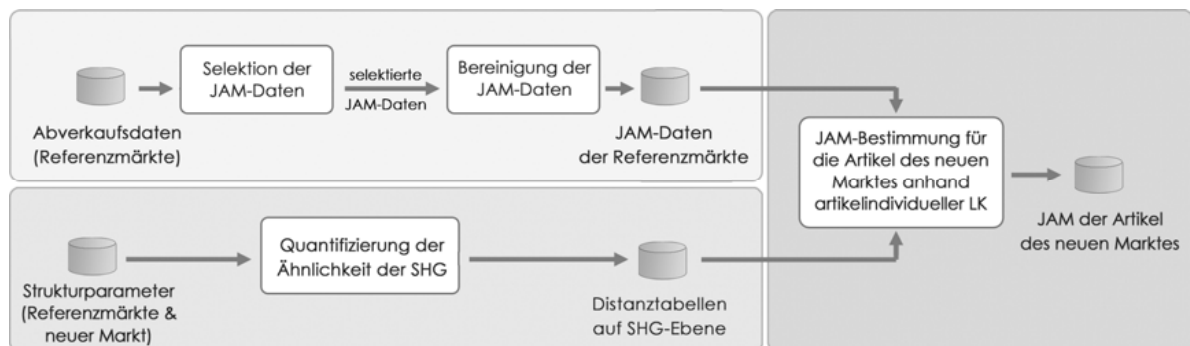 Abverkaufsdaten
(Referenzmärkte)
Selektion der
JAM-Daten
selektierte
JAM-Daten
Bereinigung der
JAM-Daten
JAM-Daten
der Referenzmärkte
Strukturparameter
(Referenzmärkte &
neuer Markt)
Quantifizierung der
Ähnlichkeit der SHG
Distanztabellen
auf SHG-Ebene
JAM-Bestimmung für
die Artikel des neuen
Marktes anhand
artikelindividueller LK
JAM der Artikel
des neuen Marktes